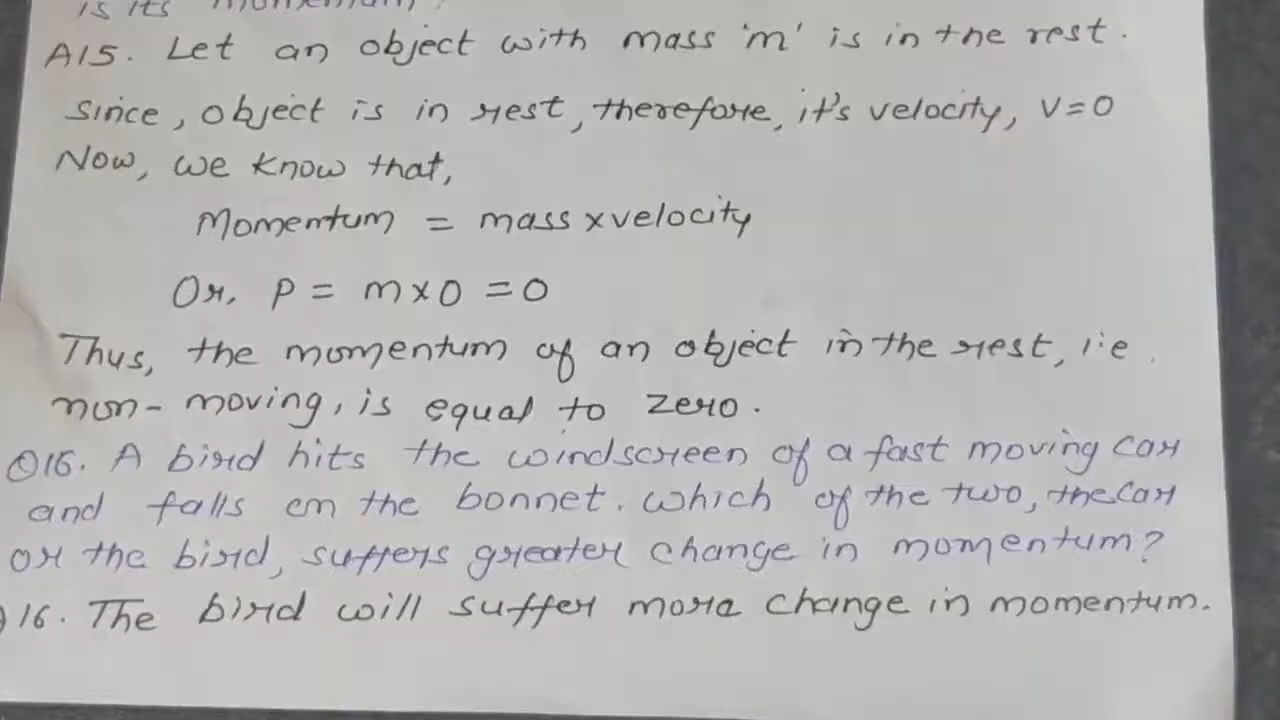 is its momentum?
A15. Let an object with mass 'm' is in the rest.
Since, object is in rest, therefore, it's velocity, v=0
Now, we know that,
Momentum = mass x velocity
Or, p = m x 0 = 0
Thus, the momentum of an object in the rest, i.e.
non-moving, is equal to zero.
Q16. A bird hits the windscreen of a fast moving car
and falls on the bonnet. which of the two, the car
or the bird, suffers greater change in momentum?
16. The bird will suffer more change in momentum.